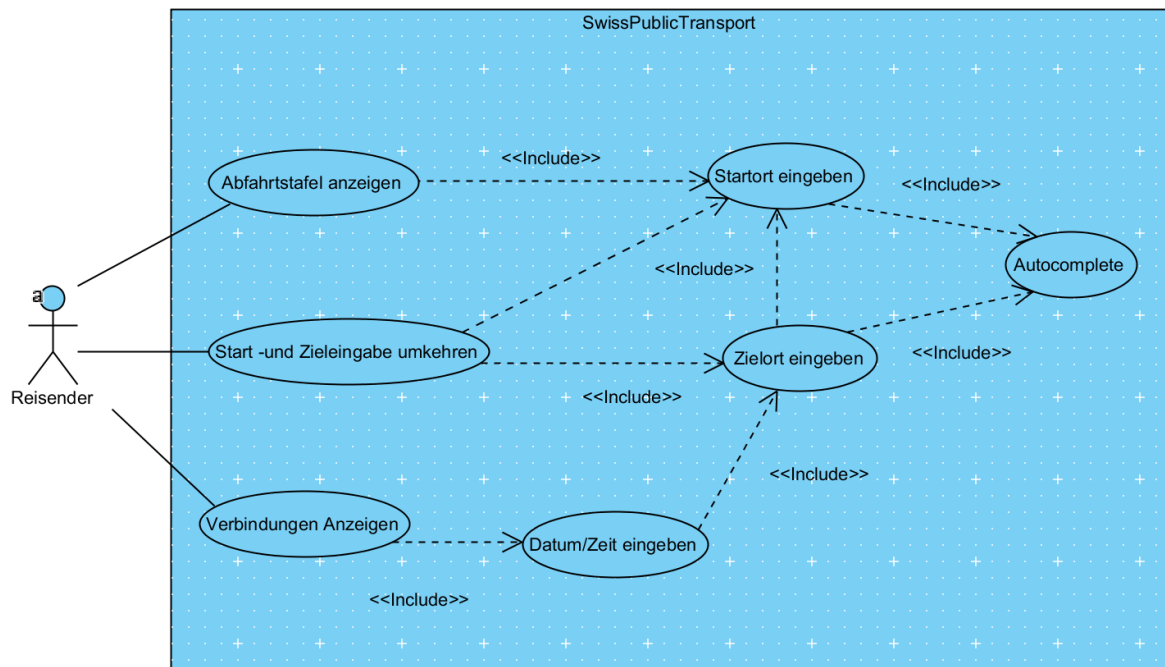 SwissPublicTransport
<<Include>>
Abfahrtstafel anzeigen
Startort eingeben
<<Include>>
<<Include>>
Autocomplete
a
Start -und Zieleingabe umkehren
Zielort eingeben
<<Include>>
Reisender
<<Include>>
<<Include>>
Verbindungen Anzeigen
Datum/Zeit eingeben
<<Include>>